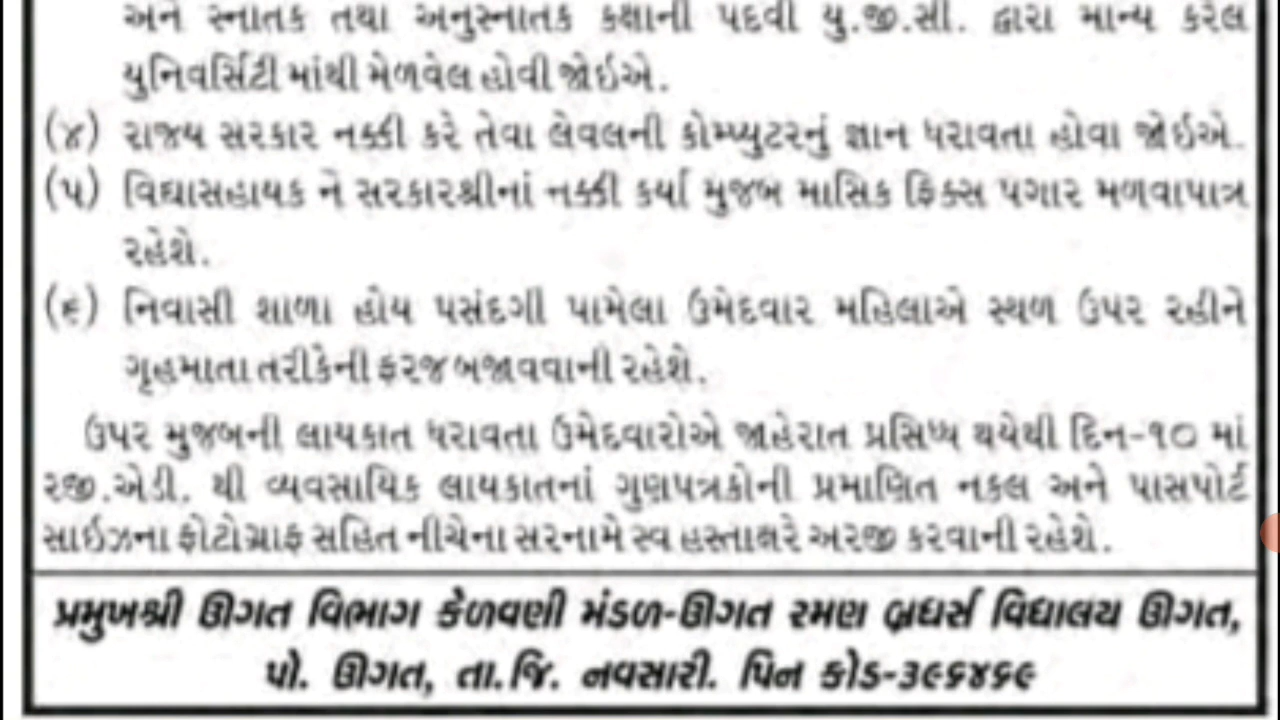 અને સ્નાતક તથા અનુસ્નાતક કક્ષાની પદવી યુ.જી.સી. દ્વારા માન્ય કરેલ
યુનિવર્સિટી માંથી મેળવેલ હોવી જોઇએ.
(૪) રાજ્ય સરકાર નક્કી કરે તેવા લેવલની કોમ્પ્યુટરનું જ્ઞાન ધરાવતા હોવા જોઇએ.
(૫) વિદ્યાસહાયક ને સરકારશ્રીનાં નક્કી કર્યા મુજબ માસિક ફિક્સ પગાર મળવાપાત્ર
રહેશે.
(૬) નિવાસી શાળા હોય પસંદગી પામેલા ઉમેદવાર મહિલાએ સ્થળ ઉપર રહીને
ગૃહમાતા તરીકેની ફરજ બજાવવાની રહેશે.
ઉપર મુજબની લાયકાત ધરાવતા ઉમેદવારોએ જાહેરાત પ્રસિધ્ધ થયેથી દિન-૧૦ માં
રજી.એડી. થી વ્યવસાયિક લાયકાતનાં ગુણપત્રકોની પ્રમાણિત નકલ અને પાસપોર્ટ
સાઇઝના ફોટોગ્રાફ સહિત નીચેના સરનામે સ્વ હસ્તાક્ષરે અરજી કરવાની રહેશે.
પ્રમુખશ્રી ઊગત વિભાગ કેળવણી મંડળ-ઊગત રમણ બ્રધર્સ વિદ્યાલય ઊગત,
પો. ઊગત, તા.જિ. નવસારી. પિન કોડ-૩૯૬૪૬૯